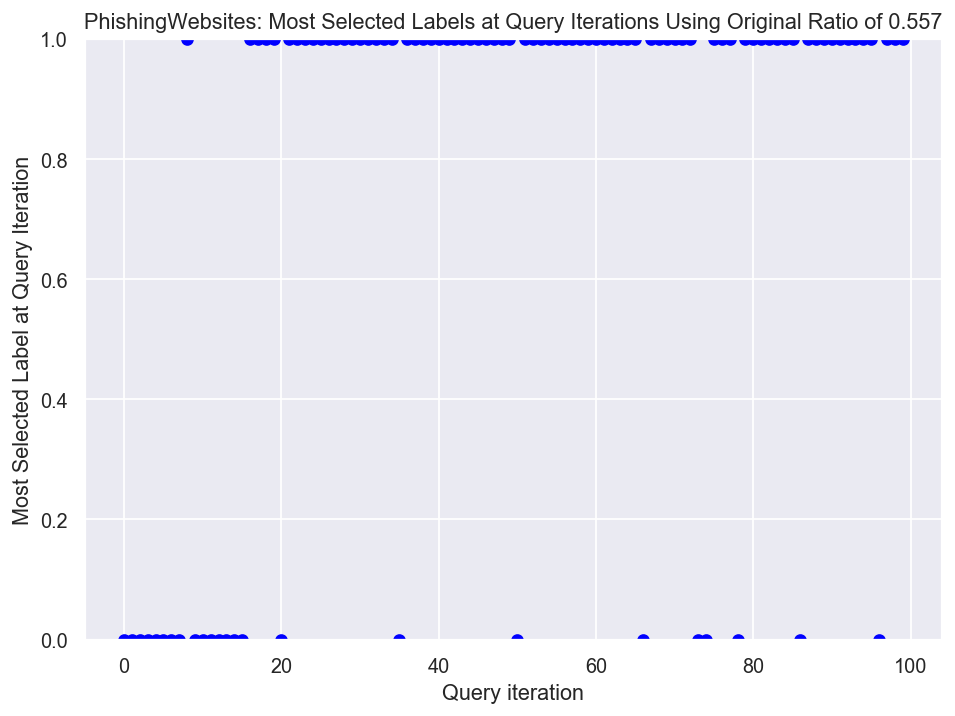 PhishingWebsites: Most Selected Labels at Query Iterations Using Original Ratio of 0.557
1.0
0.8
0.6
0.4
0.2
0.0
Most Selected Label at Query Iteration
0 20 40 60 80 100
Query iteration